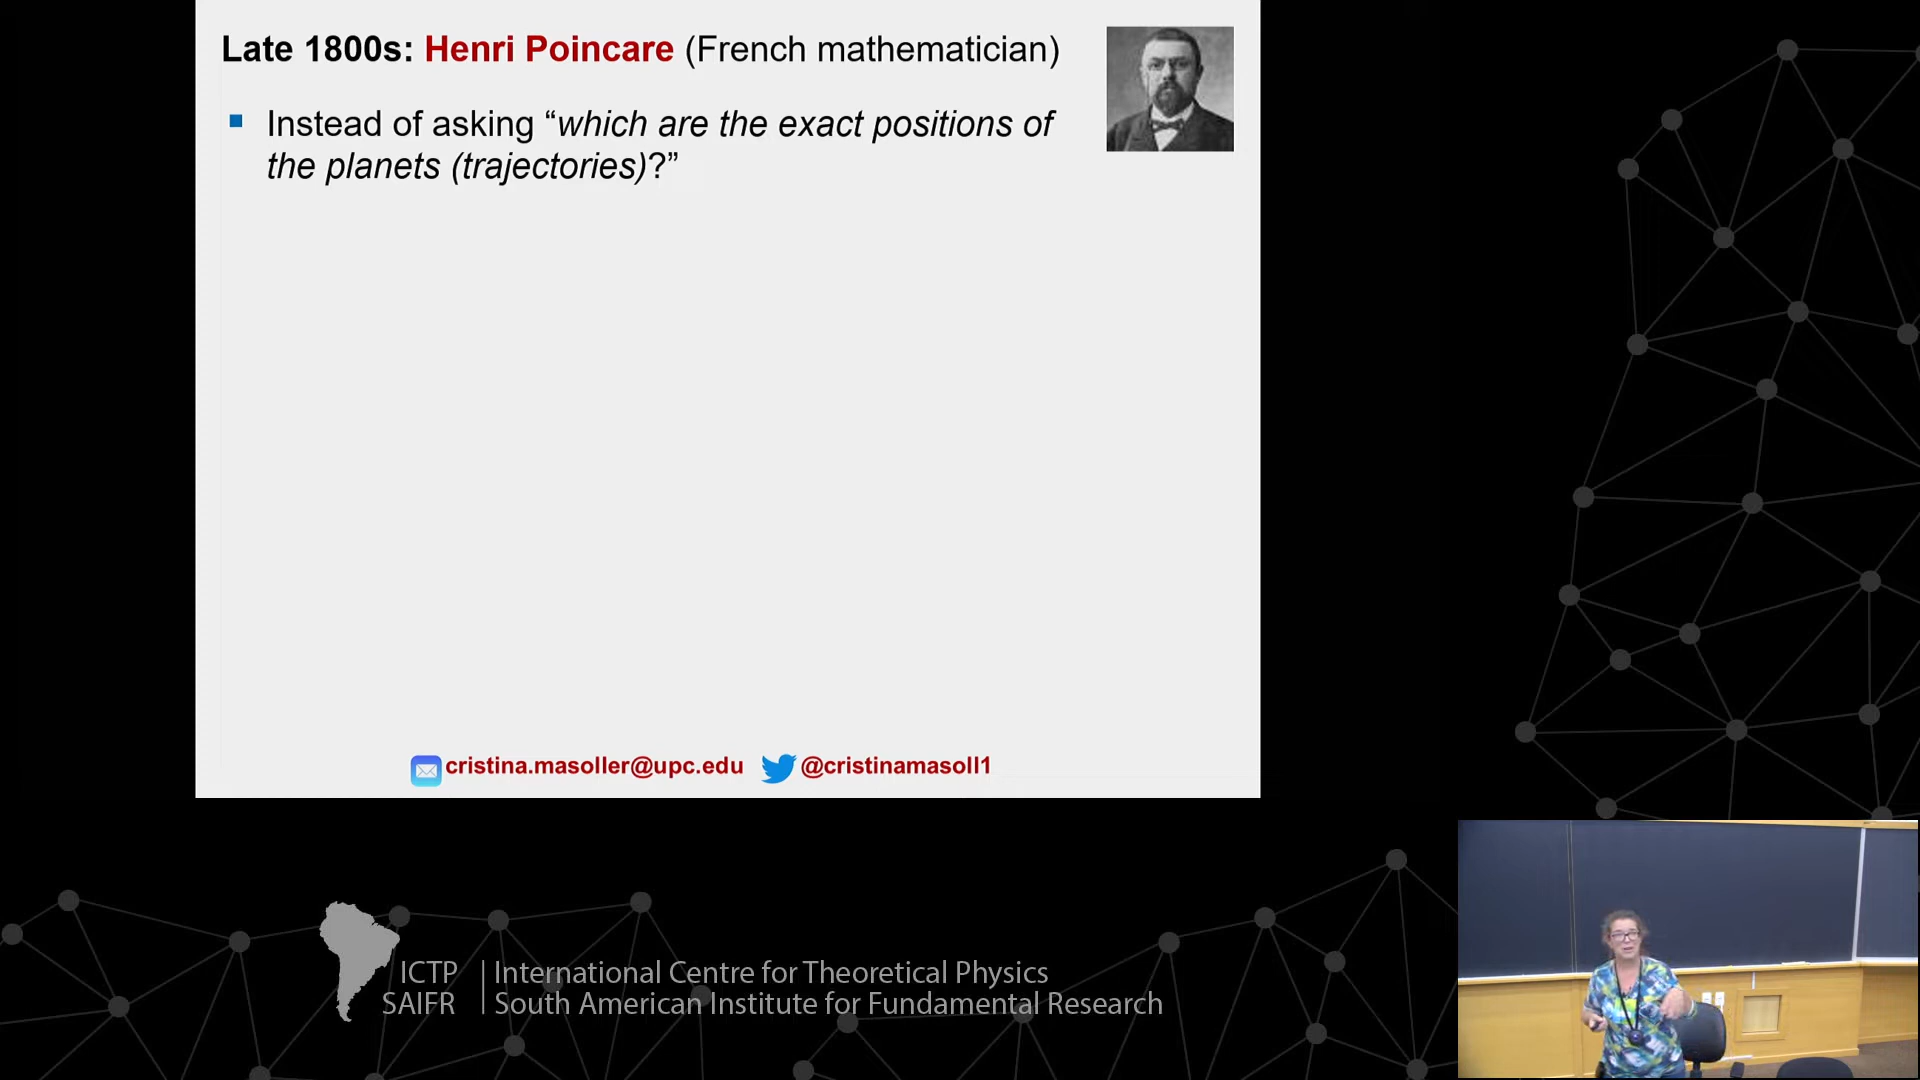 Late 1800s: Henri Poincare (French mathematician)
Instead of asking “which are the exact positions of
the planets (trajectories)?”
cristina.masoller@upc.edu @cristinamasoll1
ICTP International Centre for Theoretical Physics
SAIFR South American Institute for Fundamental Research